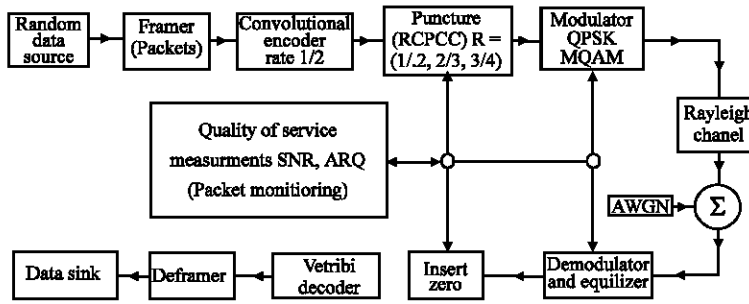 Random
data
source
Framer
(Packets)
Convolutional
encoder
rate 1/2
Puncture
(RCPCC) R =
(1/.2, 2/3, 3/4)
Modulator
QPSK
MQAM
Rayleigh
chanel
Quality of service
measurments SNR, ARQ
(Packet monitioring)
AWGN
Σ
Data sink
Deframer
Vetribi
decoder
Insert
zero
Demodulator
and equilizer